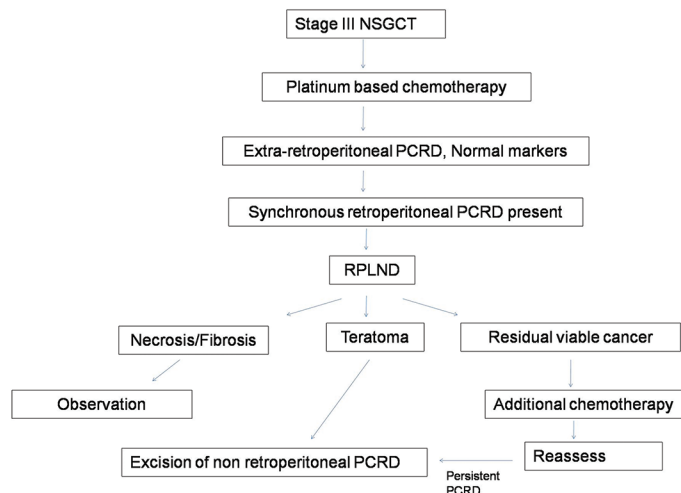 Stage III NSGCT
Platinum based chemotherapy
Extra-retroperitoneal PCRD, Normal markers
Synchronous retroperitoneal PCRD present
RPLND
Necrosis/Fibrosis
Teratoma
Residual viable cancer
Observation
Additional chemotherapy
Excision of non retroperitoneal PCRD
Reassess
Persistent
PCRD